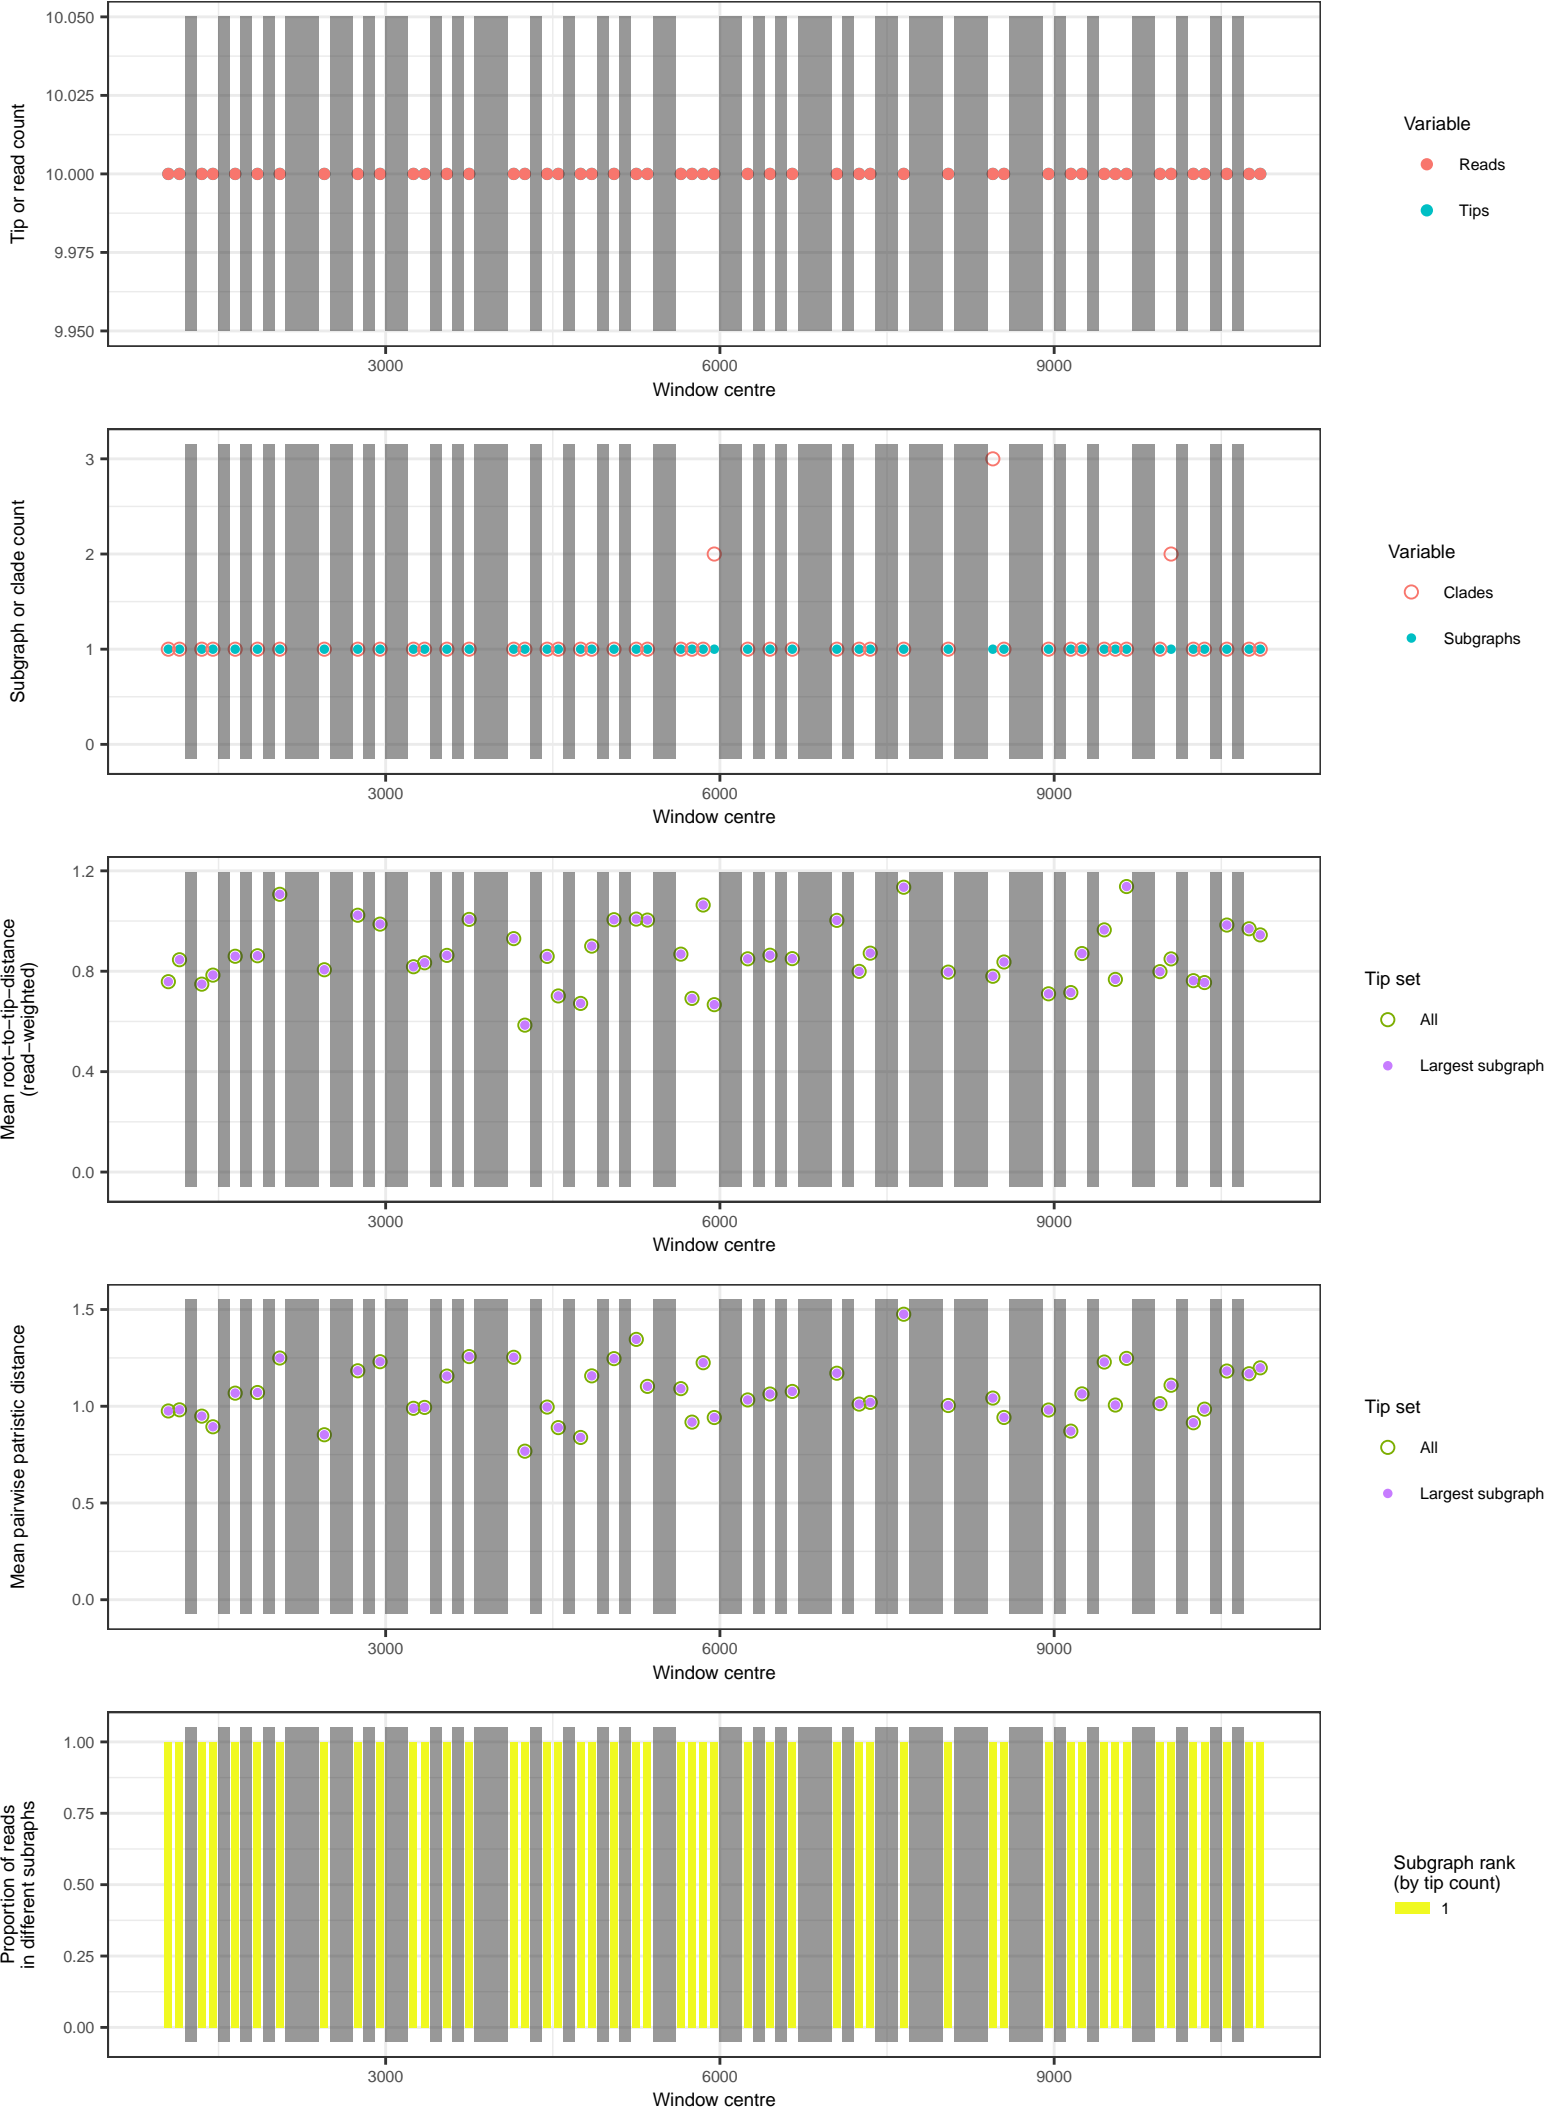 10.050
10.025
10.000
9.975
9.950
Tip or read count
3000
6000
9000
Window centre
Variable
Reads
Tips
3
2
1
0
Subgraph or clade count
3000
6000
9000
Window centre
Variable
Clades
Subgraphs
1.2
0.8
0.4
0.0
Mean root−to−tip−distance
(read−weighted)
3000
6000
9000
Window centre
Tip set
All
Largest subgraph
1.5
1.0
0.5
0.0
Mean pairwise patristic distance
3000
6000
9000
Window centre
Tip set
All
Largest subgraph
1.00
0.75
0.50
0.25
0.00
Proportion of reads
in different subraphs
3000
6000
9000
Window centre
Subgraph rank
(by tip count)
1